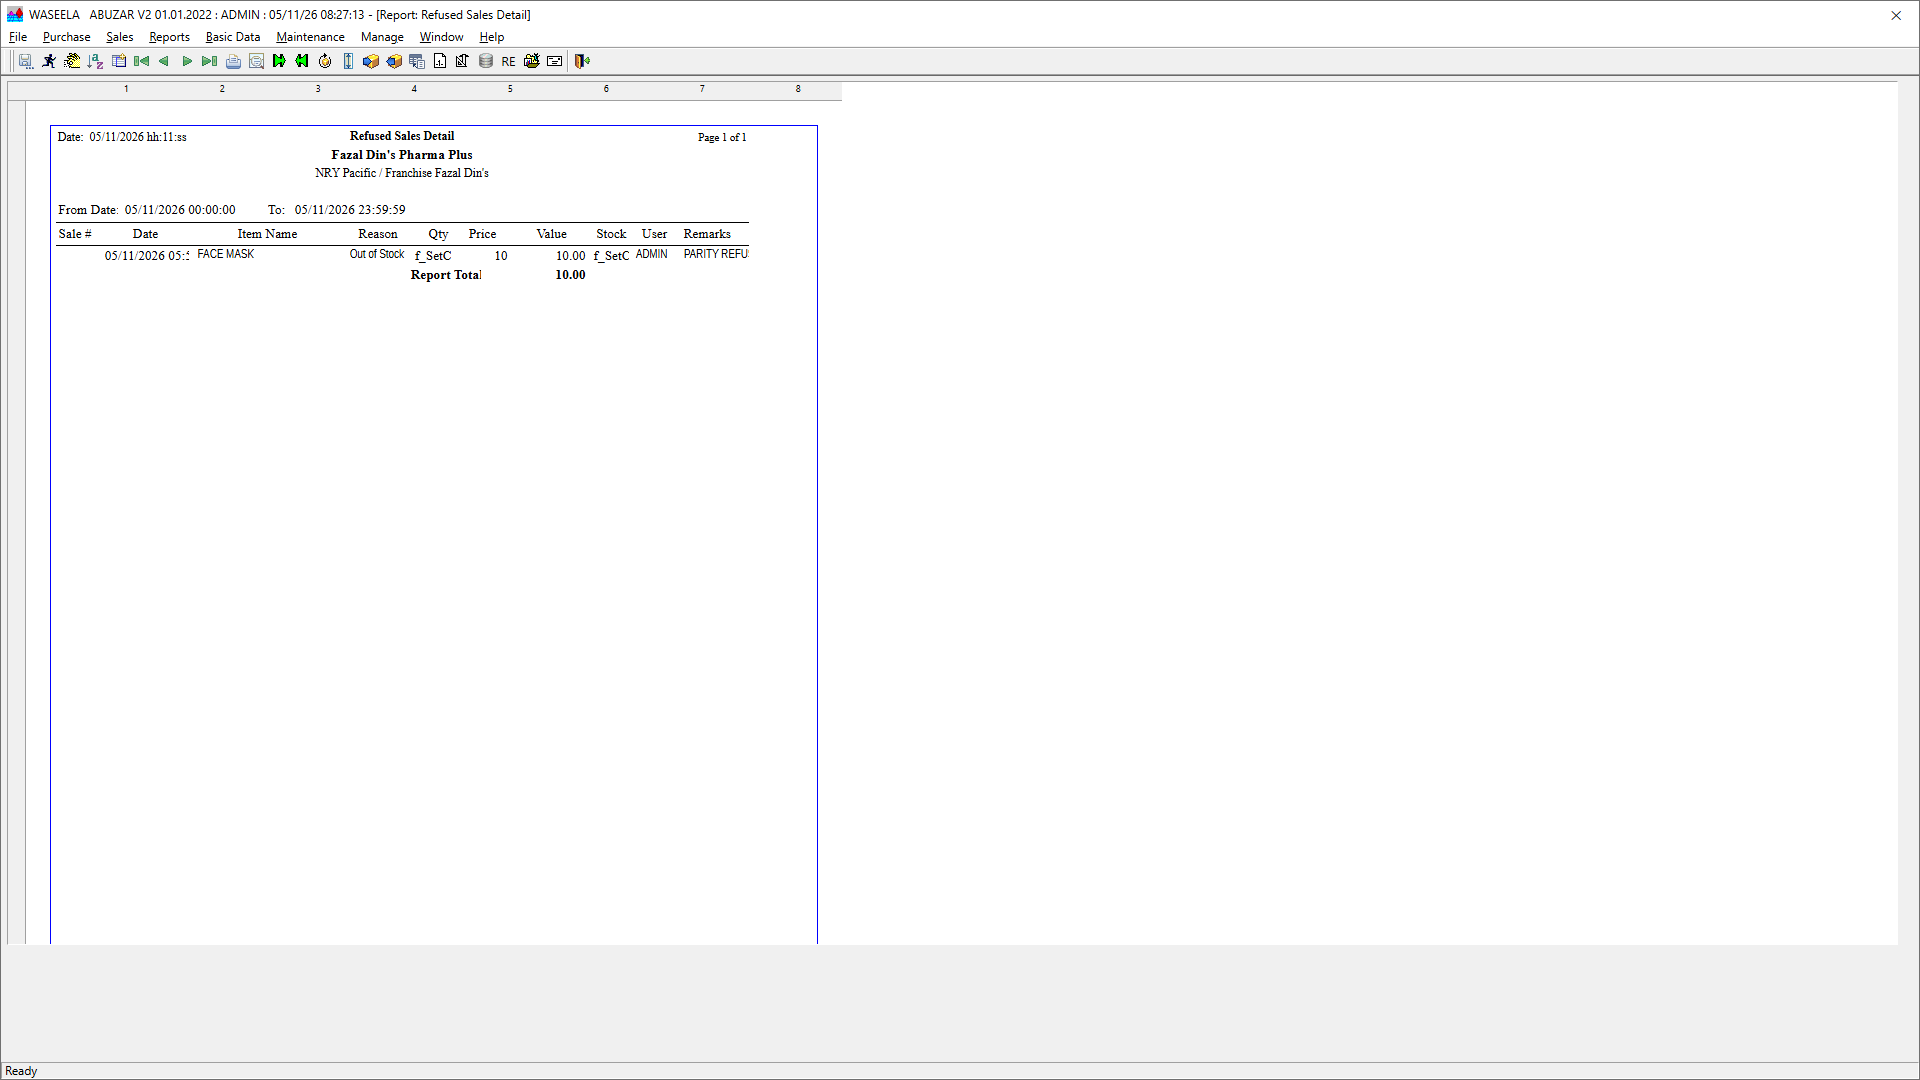 WASEELA   ABUZAR V2 01.01.2022 : ADMIN : 05/11/26 08:27:13 - [Report: Refused Sales Detail]
File Purchase Sales Reports Basic Data Maintenance Manage Window Help
RE
1 2 3 4 5 6 7 8
Date: 05/11/2026 hh:11:ss Refused Sales Detail Page 1 of 1
Fazal Din's Pharma Plus
NRY Pacific / Franchise Fazal Din's
From Date: 05/11/2026 00:00:00 To: 05/11/2026 23:59:59
Sale # Date Item Name Reason Qty Price Value Stock User Remarks
05/11/2026 05: FACE MASK Out of Stock f_SetC 10 10.00 f_SetC ADMIN PARITY REFU
Report Total 10.00
Ready